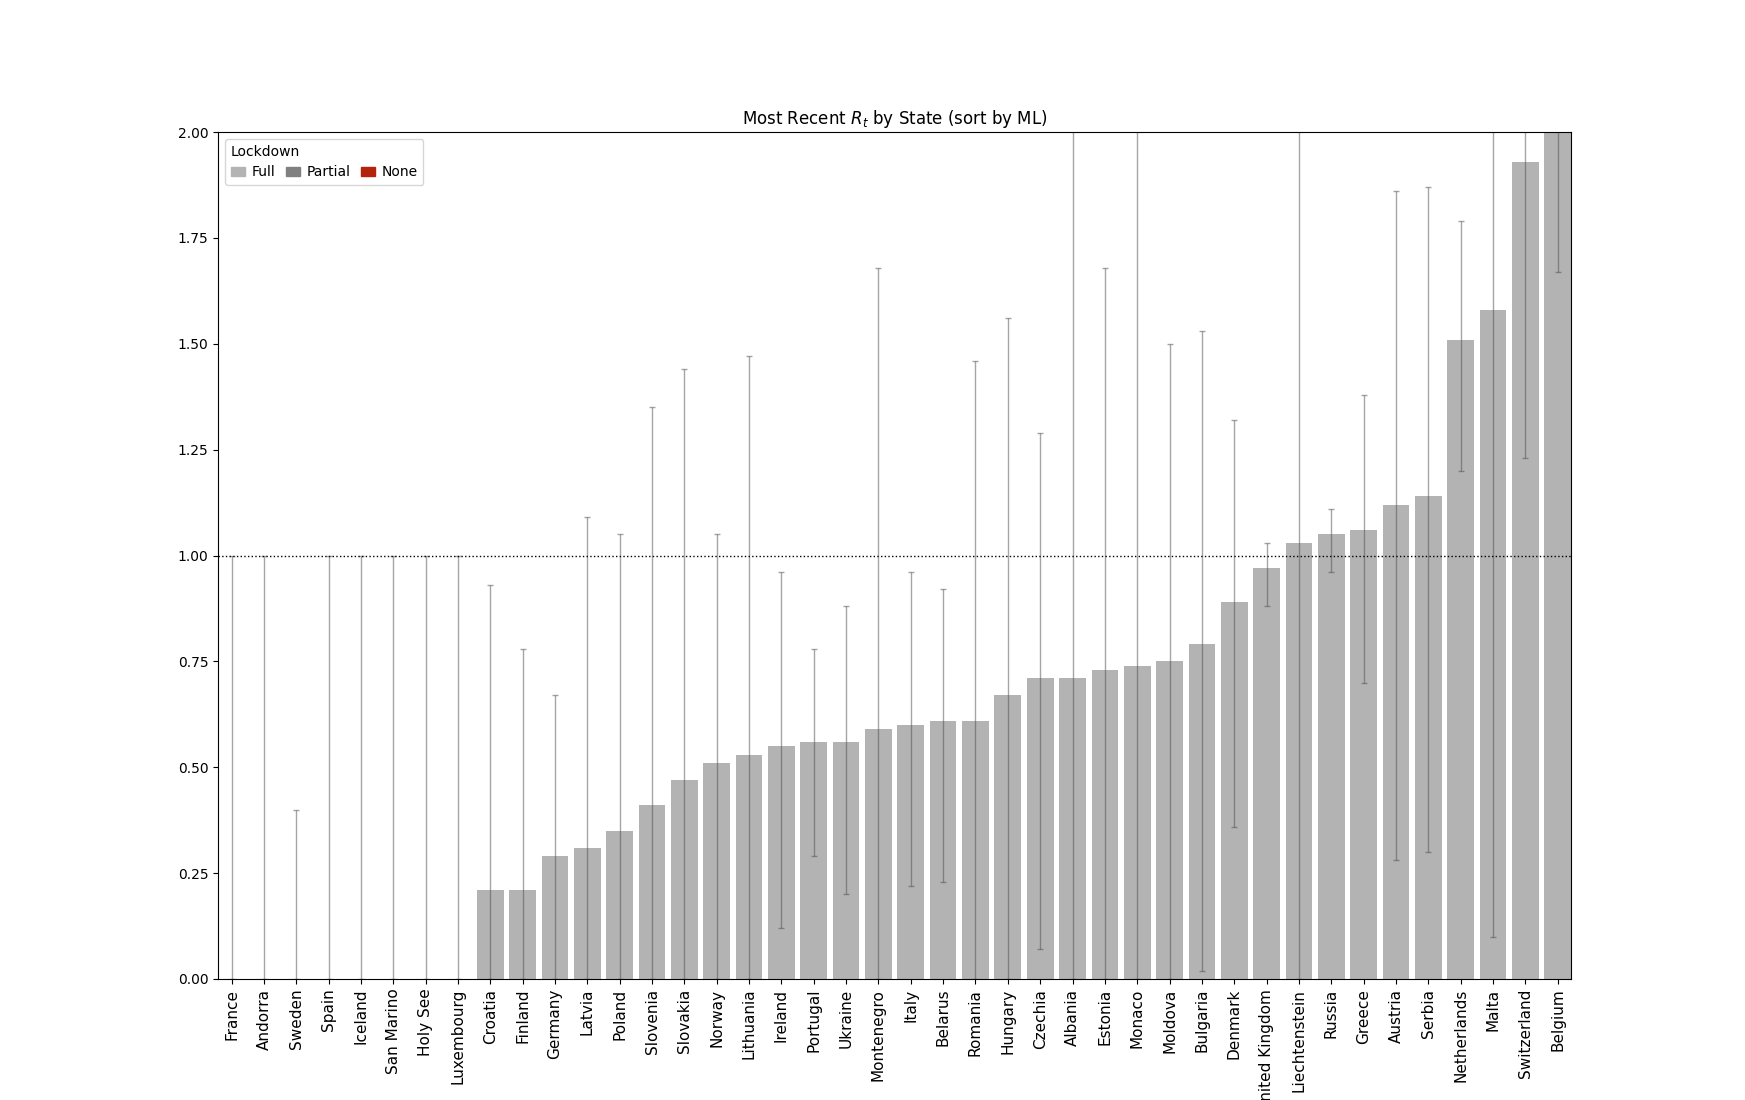 Most Recent Rt by State (sort by ML)
Lockdown
Full Partial None
2.00
1.75
1.50
1.25
1.00
0.75
0.50
0.25
0.00
France
Andorra
Sweden
Spain
Iceland
San Marino
Holy See
Luxembourg
Croatia
Finland
Germany
Latvia
Poland
Slovenia
Slovakia
Norway
Lithuania
Ireland
Portugal
Ukraine
Montenegro
Italy
Belarus
Romania
Hungary
Czechia
Albania
Estonia
Monaco
Moldova
Bulgaria
Denmark
nited Kingdom
Liechtenstein
Russia
Greece
Austria
Serbia
Netherlands
Malta
Switzerland
Belgium